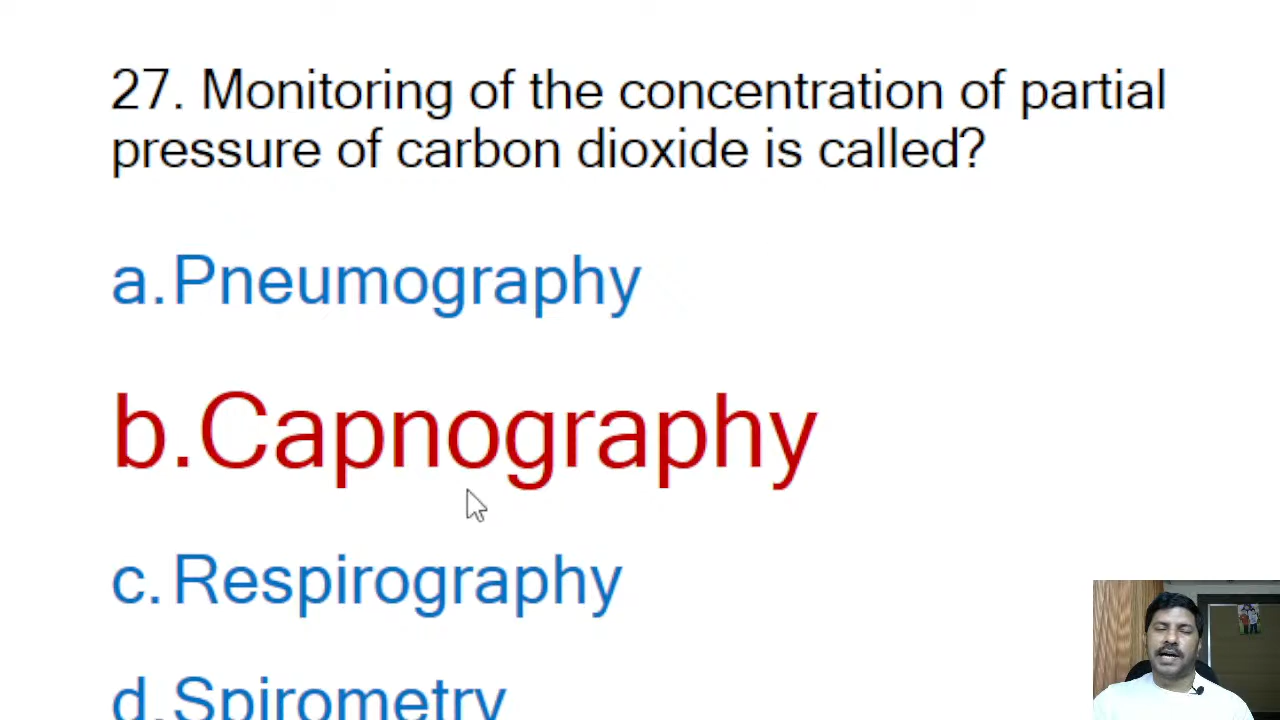 27. Monitoring of the concentration of partial
pressure of carbon dioxide is called?
a. Pneumography
b. Capnography
c. Respirography
d. Spirometry